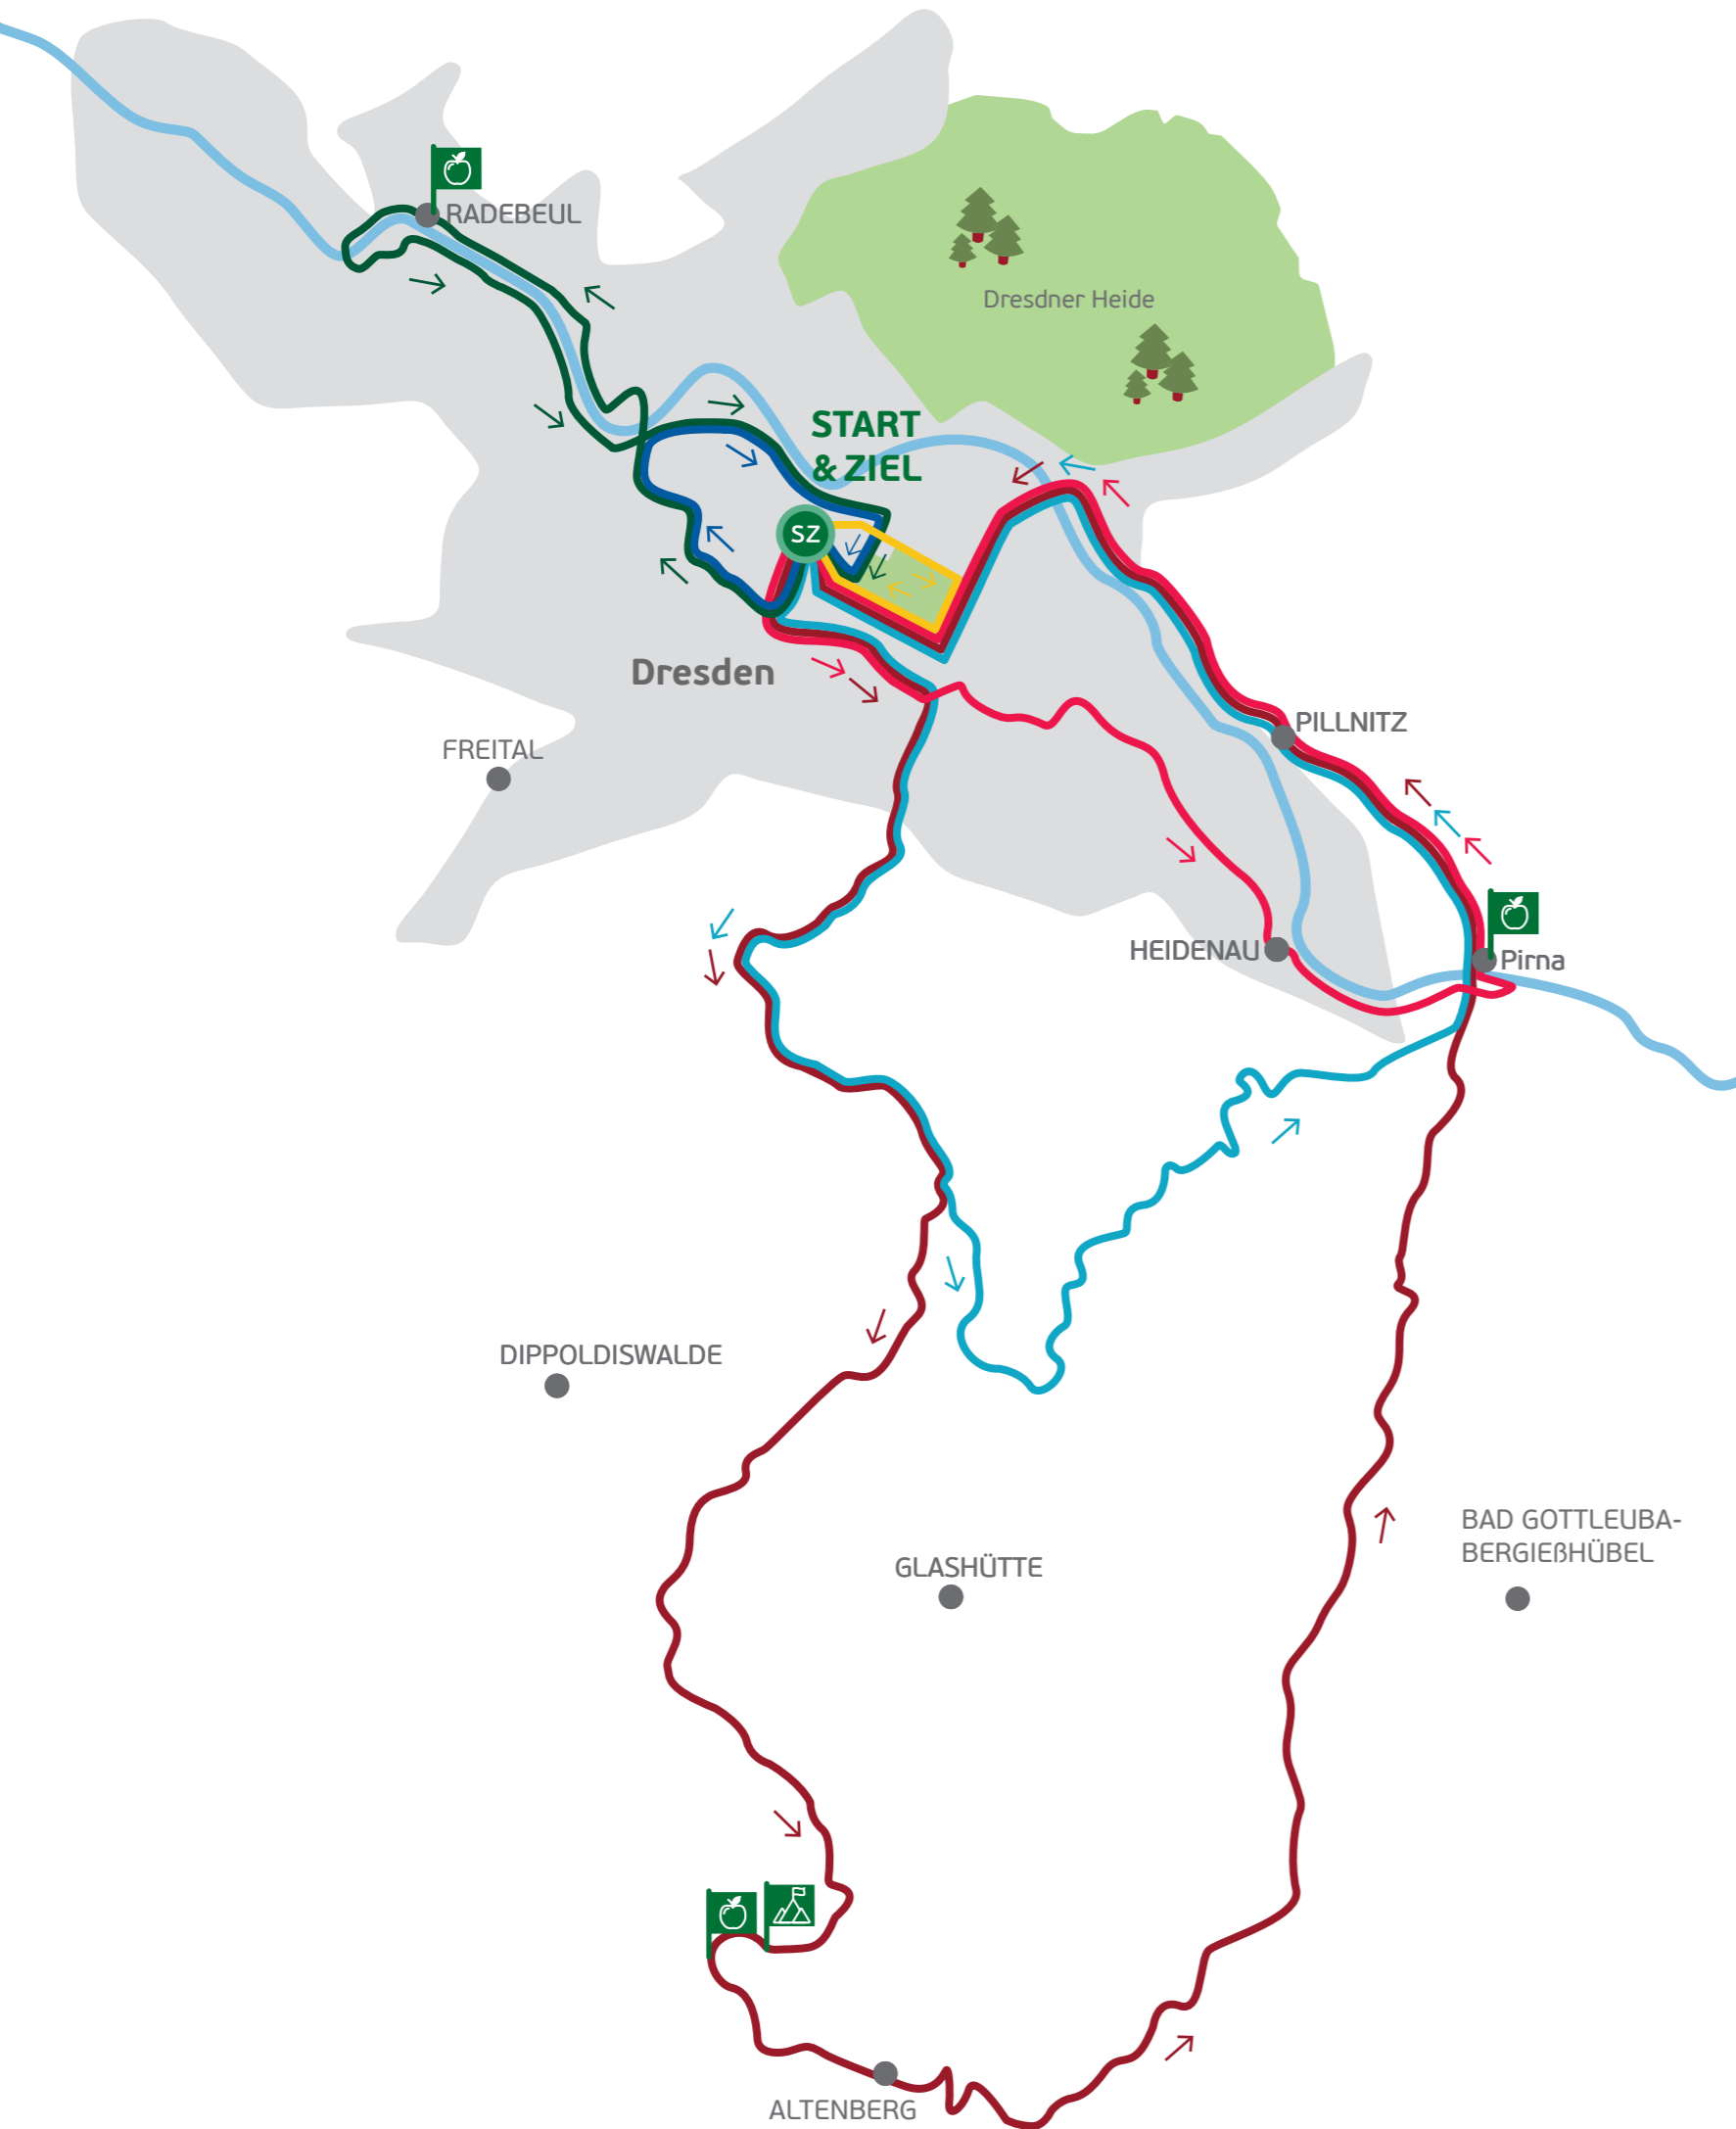 RADEBEUL
Dresdner Heide
START
& ZIEL
SZ
Dresden
PILLNITZ
FREITAL
HEIDENAU
Pirna
DIPPOLDISWALDE
BAD GOTTLEUBA-
BERGIEßHÜBEL
GLASHÜTTE
ALTENBERG